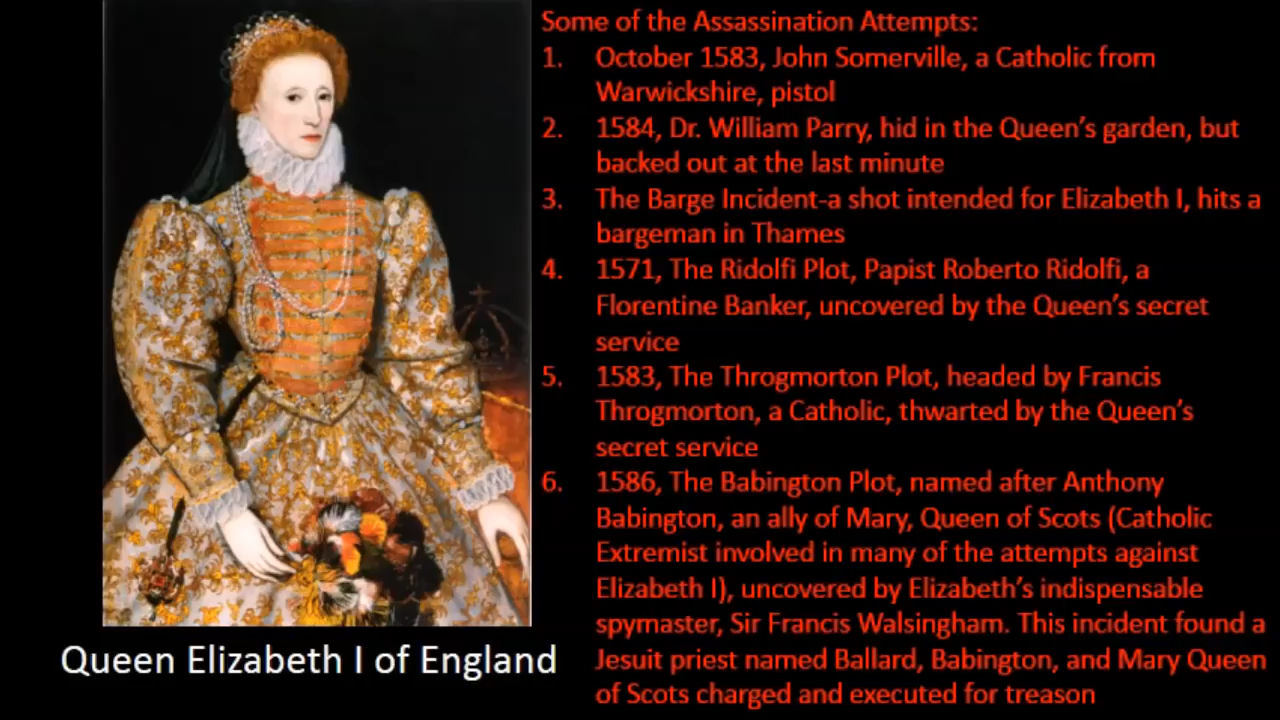 Some of the Assassination Attempts:
1. October 1583, John Somerville, a Catholic from
Warwickshire, pistol
2. 1584, Dr. William Parry, hid in the Queen's garden, but
backed out at the last minute
3. The Barge Incident-a shot intended for Elizabeth I, hits a
bargeman in Thames
4. 1571, The Ridolfi Plot, Papist Roberto Ridolfi, a
Florentine Banker, uncovered by the Queen's secret
service
5. 1583, The Throgmorton Plot, headed by Francis
Throgmorton, a Catholic, thwarted by the Queen's
secret service
6. 1586, The Babington Plot, named after Anthony
Babington, an ally of Mary, Queen of Scots (Catholic
Extremist involved in many of the attempts against
Elizabeth I), uncovered by Elizabeth's indispensable
spymaster, Sir Francis Walsingham. This incident found a
Jesuit priest named Ballard, Babington, and Mary Queen
of Scots charged and executed for treason
Queen Elizabeth I of England